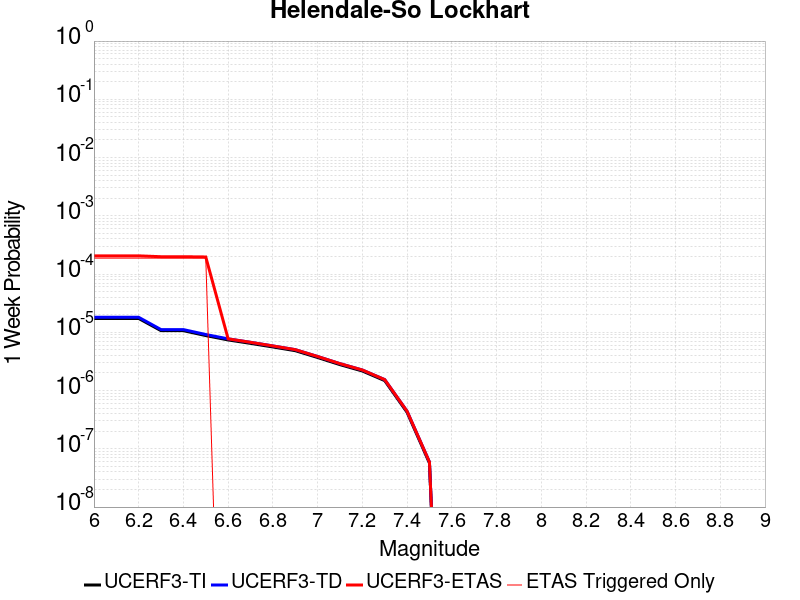 Helendale-So Lockhart
10^0
10^-1
10^-2
10^-3
10^-4
10^-5
10^-6
10^-7
10^-8
1 Week Probability
6 6.2 6.4 6.6 6.8 7 7.2 7.4 7.6 7.8 8 8.2 8.4 8.6 8.8 9
Magnitude
UCERF3-TI UCERF3-TD UCERF3-ETAS ETAS Triggered Only